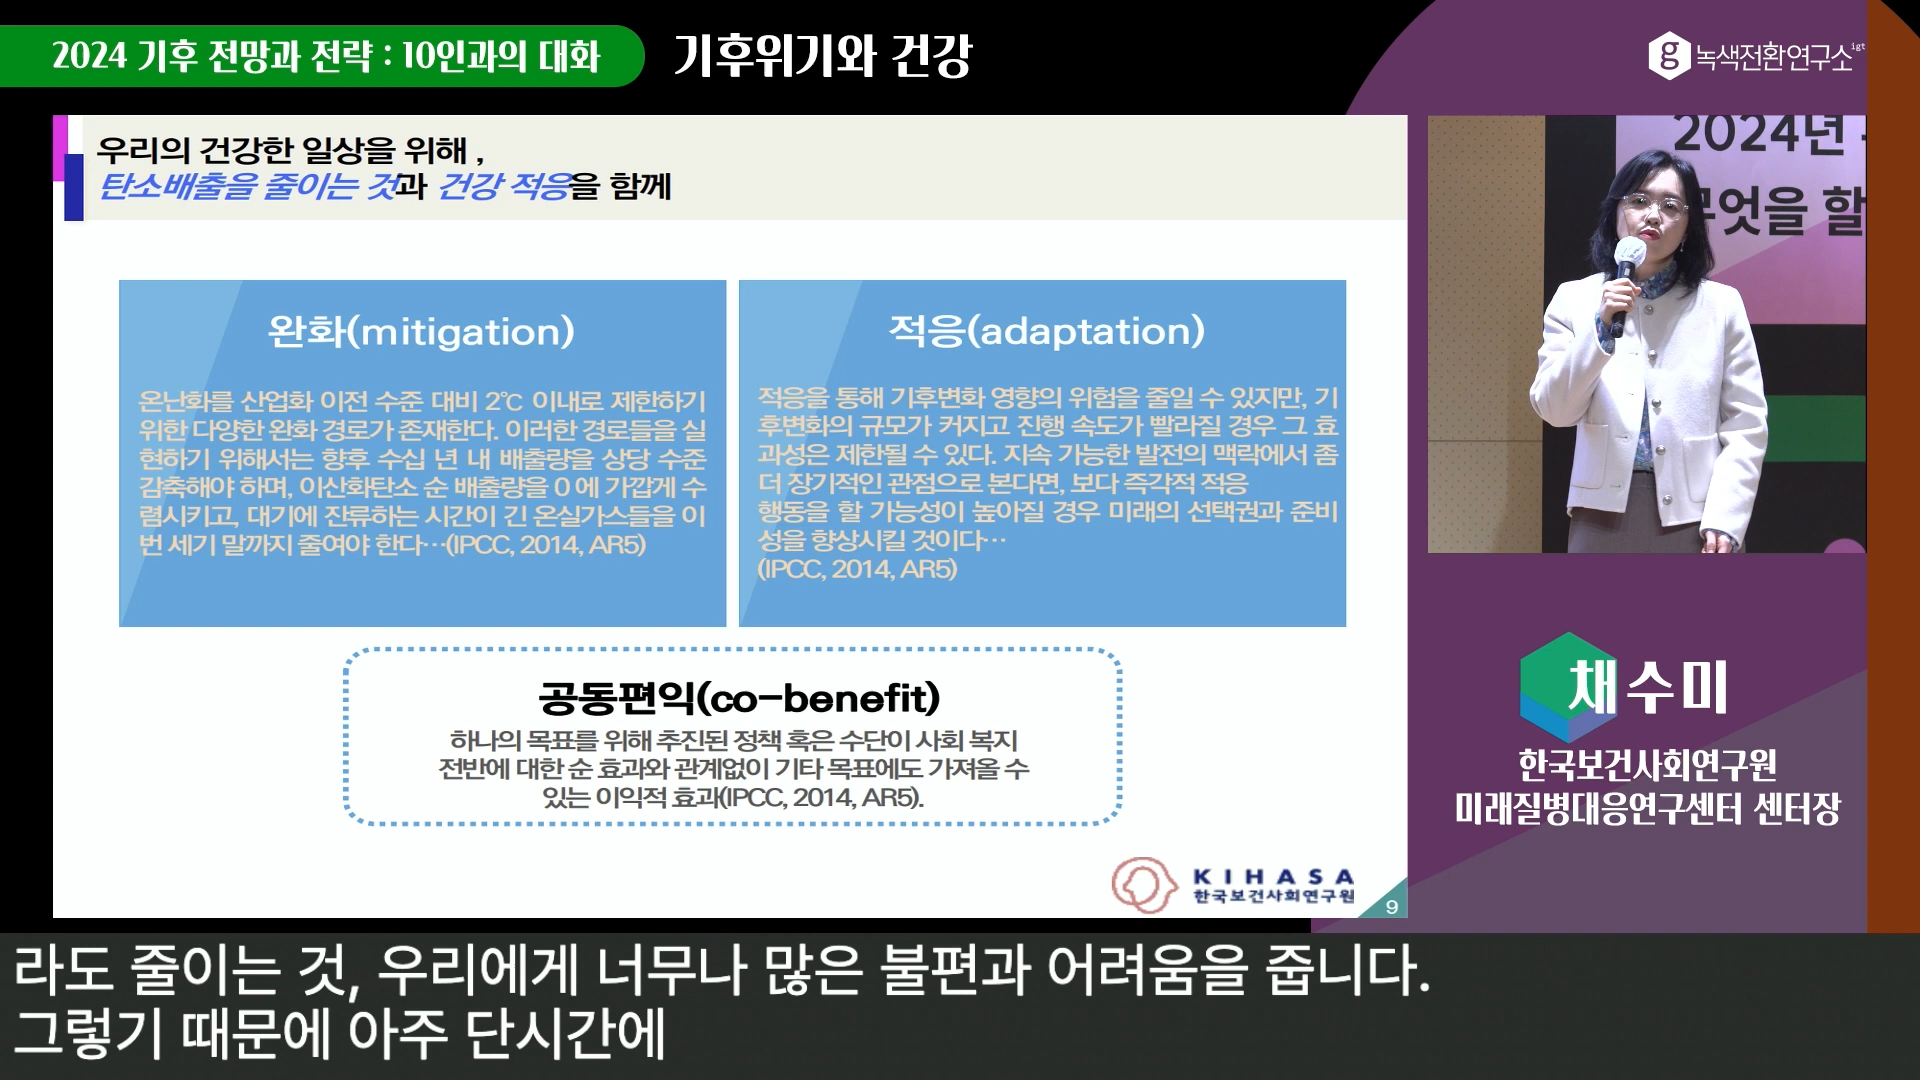 2024 기후 전망과 전략 : 10인과의 대화
기후위기와 건강
g 녹색전환연구소 igt
우리의 건강한 일상을 위해 ,
탄소배출을 줄이는 것과 건강 적응을 함께
완화(mitigation)
온난화를 산업화 이전 수준 대비 2℃ 이내로 제한하기
위한 다양한 완화 경로가 존재한다. 이러한 경로들을 실
현하기 위해서는 향후 수십 년 내 배출량을 상당 수준
감축해야 하며, 이산화탄소 순 배출량을 0에 가깝게 수
렴시키고, 대기에 잔류하는 시간이 긴 온실가스들을 이
번 세기 말까지 줄여야 한다…(IPCC, 2014, AR5)
적응(adaptation)
적응을 통해 기후변화 영향의 위험을 줄일 수 있지만, 기
후변화의 규모가 커지고 진행 속도가 빨라질 경우 그 효
과성은 제한될 수 있다. 지속 가능한 발전의 맥락에서 좀
더 장기적인 관점으로 본다면, 보다 즉각적 적응
행동을 할 가능성이 높아질 경우 미래의 선택권과 준비
성을 향상시킬 것이다…
(IPCC, 2014, AR5)
공동편익(co-benefit)
하나의 목표를 위해 추진된 정책 혹은 수단이 사회 복지
전반에 대한 순 효과와 관계없이 기타 목표에도 가져올 수
있는 이익적 효과(IPCC, 2014, AR5).
KIHASA
한국보건사회연구원
9
2024년
무엇을 할
채수미
한국보건사회연구원
미래질병대응연구센터 센터장
라도 줄이는 것, 우리에게 너무나 많은 불편과 어려움을 줍니다.
그렇기 때문에 아주 단시간에